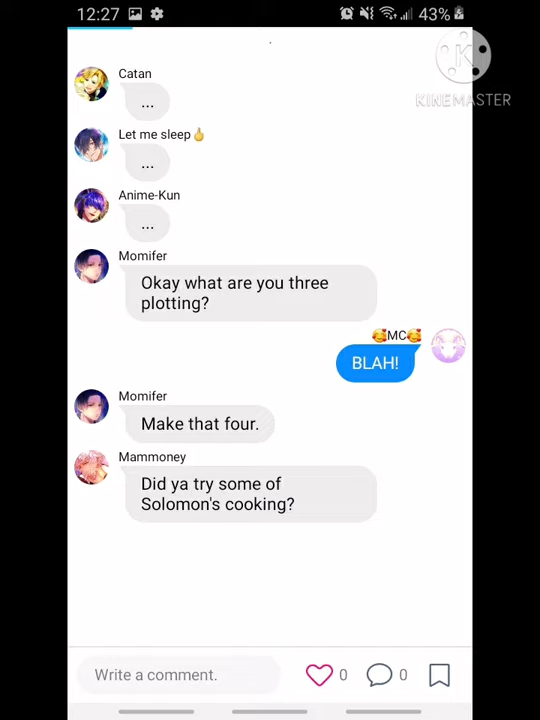 12:27 43%
K
KINEMASTER
Catan
...
Let me sleep🖕
...
Anime-Kun
...
Momifer
Okay what are you three
plotting?
🥰MC🥰
BLAH!
Momifer
Make that four.
Mammoney
Did ya try some of
Solomon's cooking?
Write a comment. 0 0